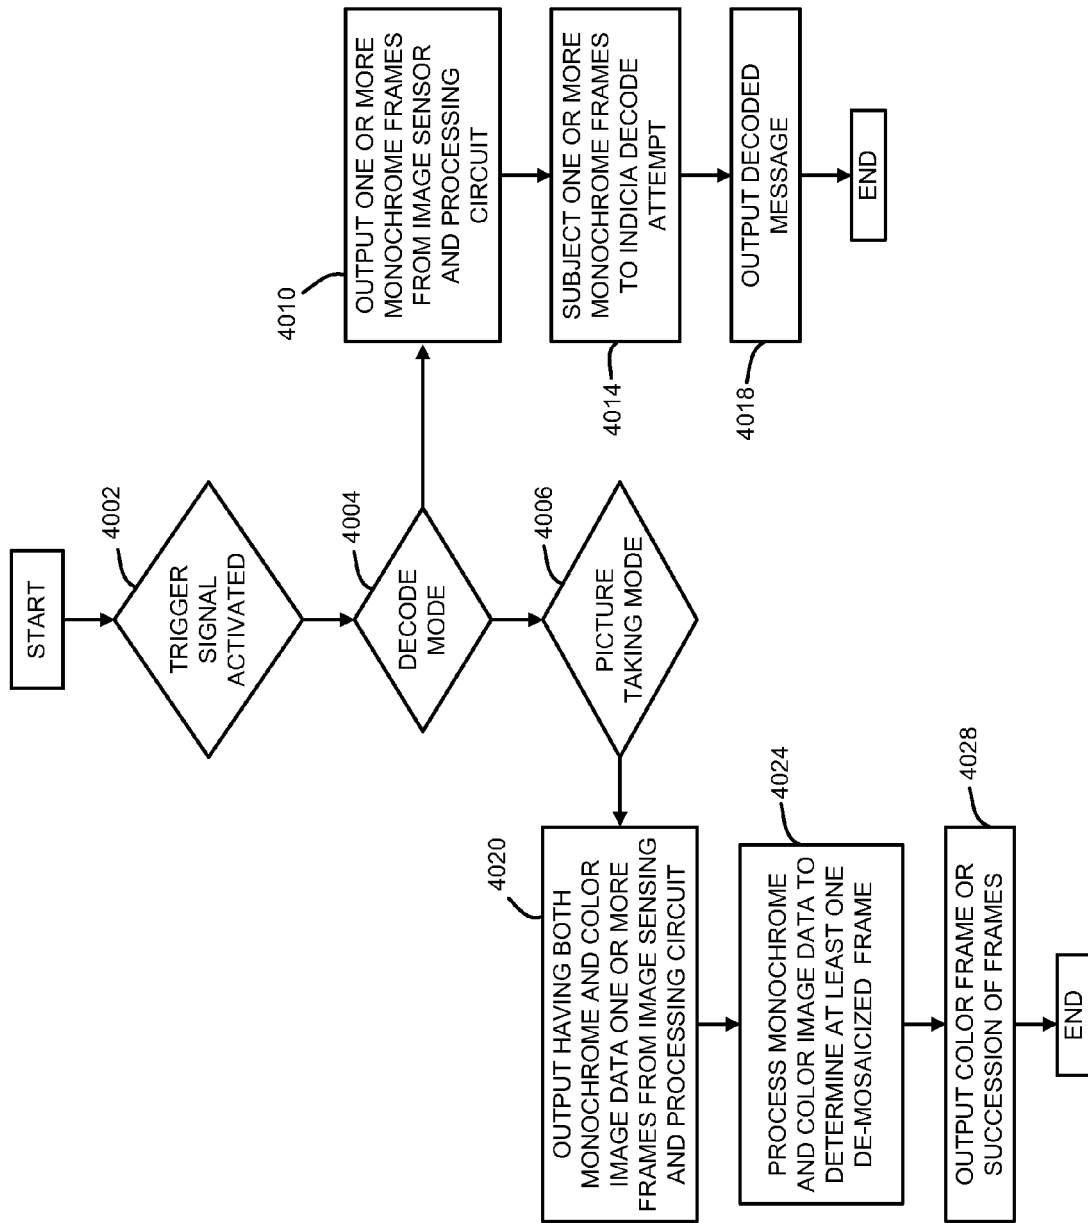 START
4002
TRIGGER
SIGNAL
ACTIVATED
4004
DECODE
MODE
4010
OUTPUT ONE OR MORE
MONOCHROME FRAMES
FROM IMAGE SENSOR
AND PROCESSING
CIRCUIT
4014
SUBJECT ONE OR MORE
MONOCHROME FRAMES
TO INDICIA DECODE
ATTEMPT
4018
OUTPUT DECODED
MESSAGE
END
4006
PICTURE
TAKING MODE
4020
OUTPUT HAVING BOTH
MONOCHROME AND COLOR
IMAGE DATA ONE OR MORE
FRAMES FROM IMAGE SENSING
AND PROCESSING CIRCUIT
4024
PROCESS MONOCHROME
AND COLOR IMAGE DATA TO
DETERMINE AT LEAST ONE
DE-MOSAICIZED FRAME
4028
OUTPUT COLOR FRAME OR
SUCCESSION OF FRAMES
END